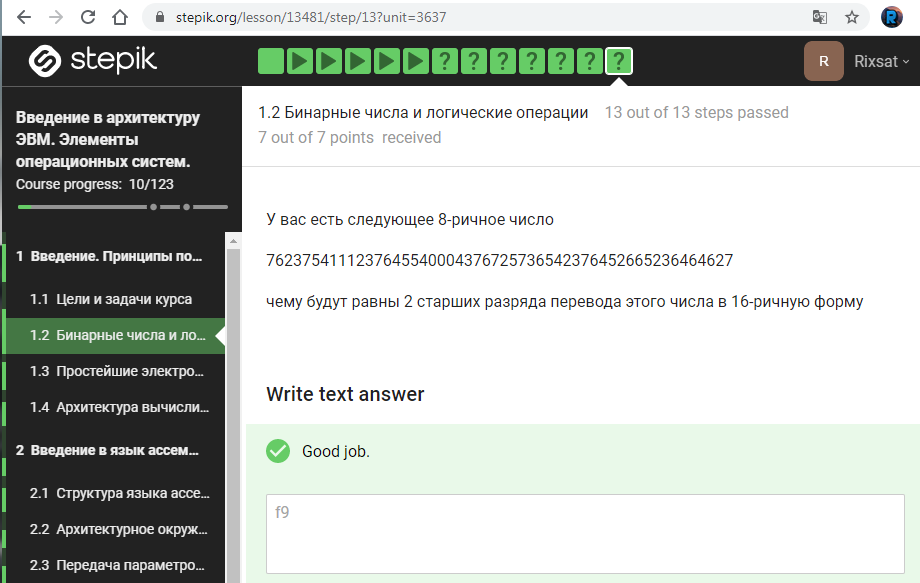 stepik.org/lesson/13481/step/13?unit=3637
R
stepik
? ? ? ? ? ? ?
R
Rixsat
Введение в архитектуру
ЭВМ. Элементы
операционных систем.
Course progress: 10/123
1 Введение. Принципы по...
1.1 Цели и задачи курса
1.2 Бинарные числа и ло...
1.3 Простейшие электро...
1.4 Архитектура вычисли...
2 Введение в язык ассем...
2.1 Структура языка ассе...
2.2 Архитектурное окруж...
2.3 Передача параметро...
1.2 Бинарные числа и логические операции 13 out of 13 steps passed
7 out of 7 points received
У вас есть следующее 8-ричное число
7623754111237645540004376725736542376452665236464627
чему будут равны 2 старших разряда перевода этого числа в 16-ричную форму
Write text answer
Good job.
f9